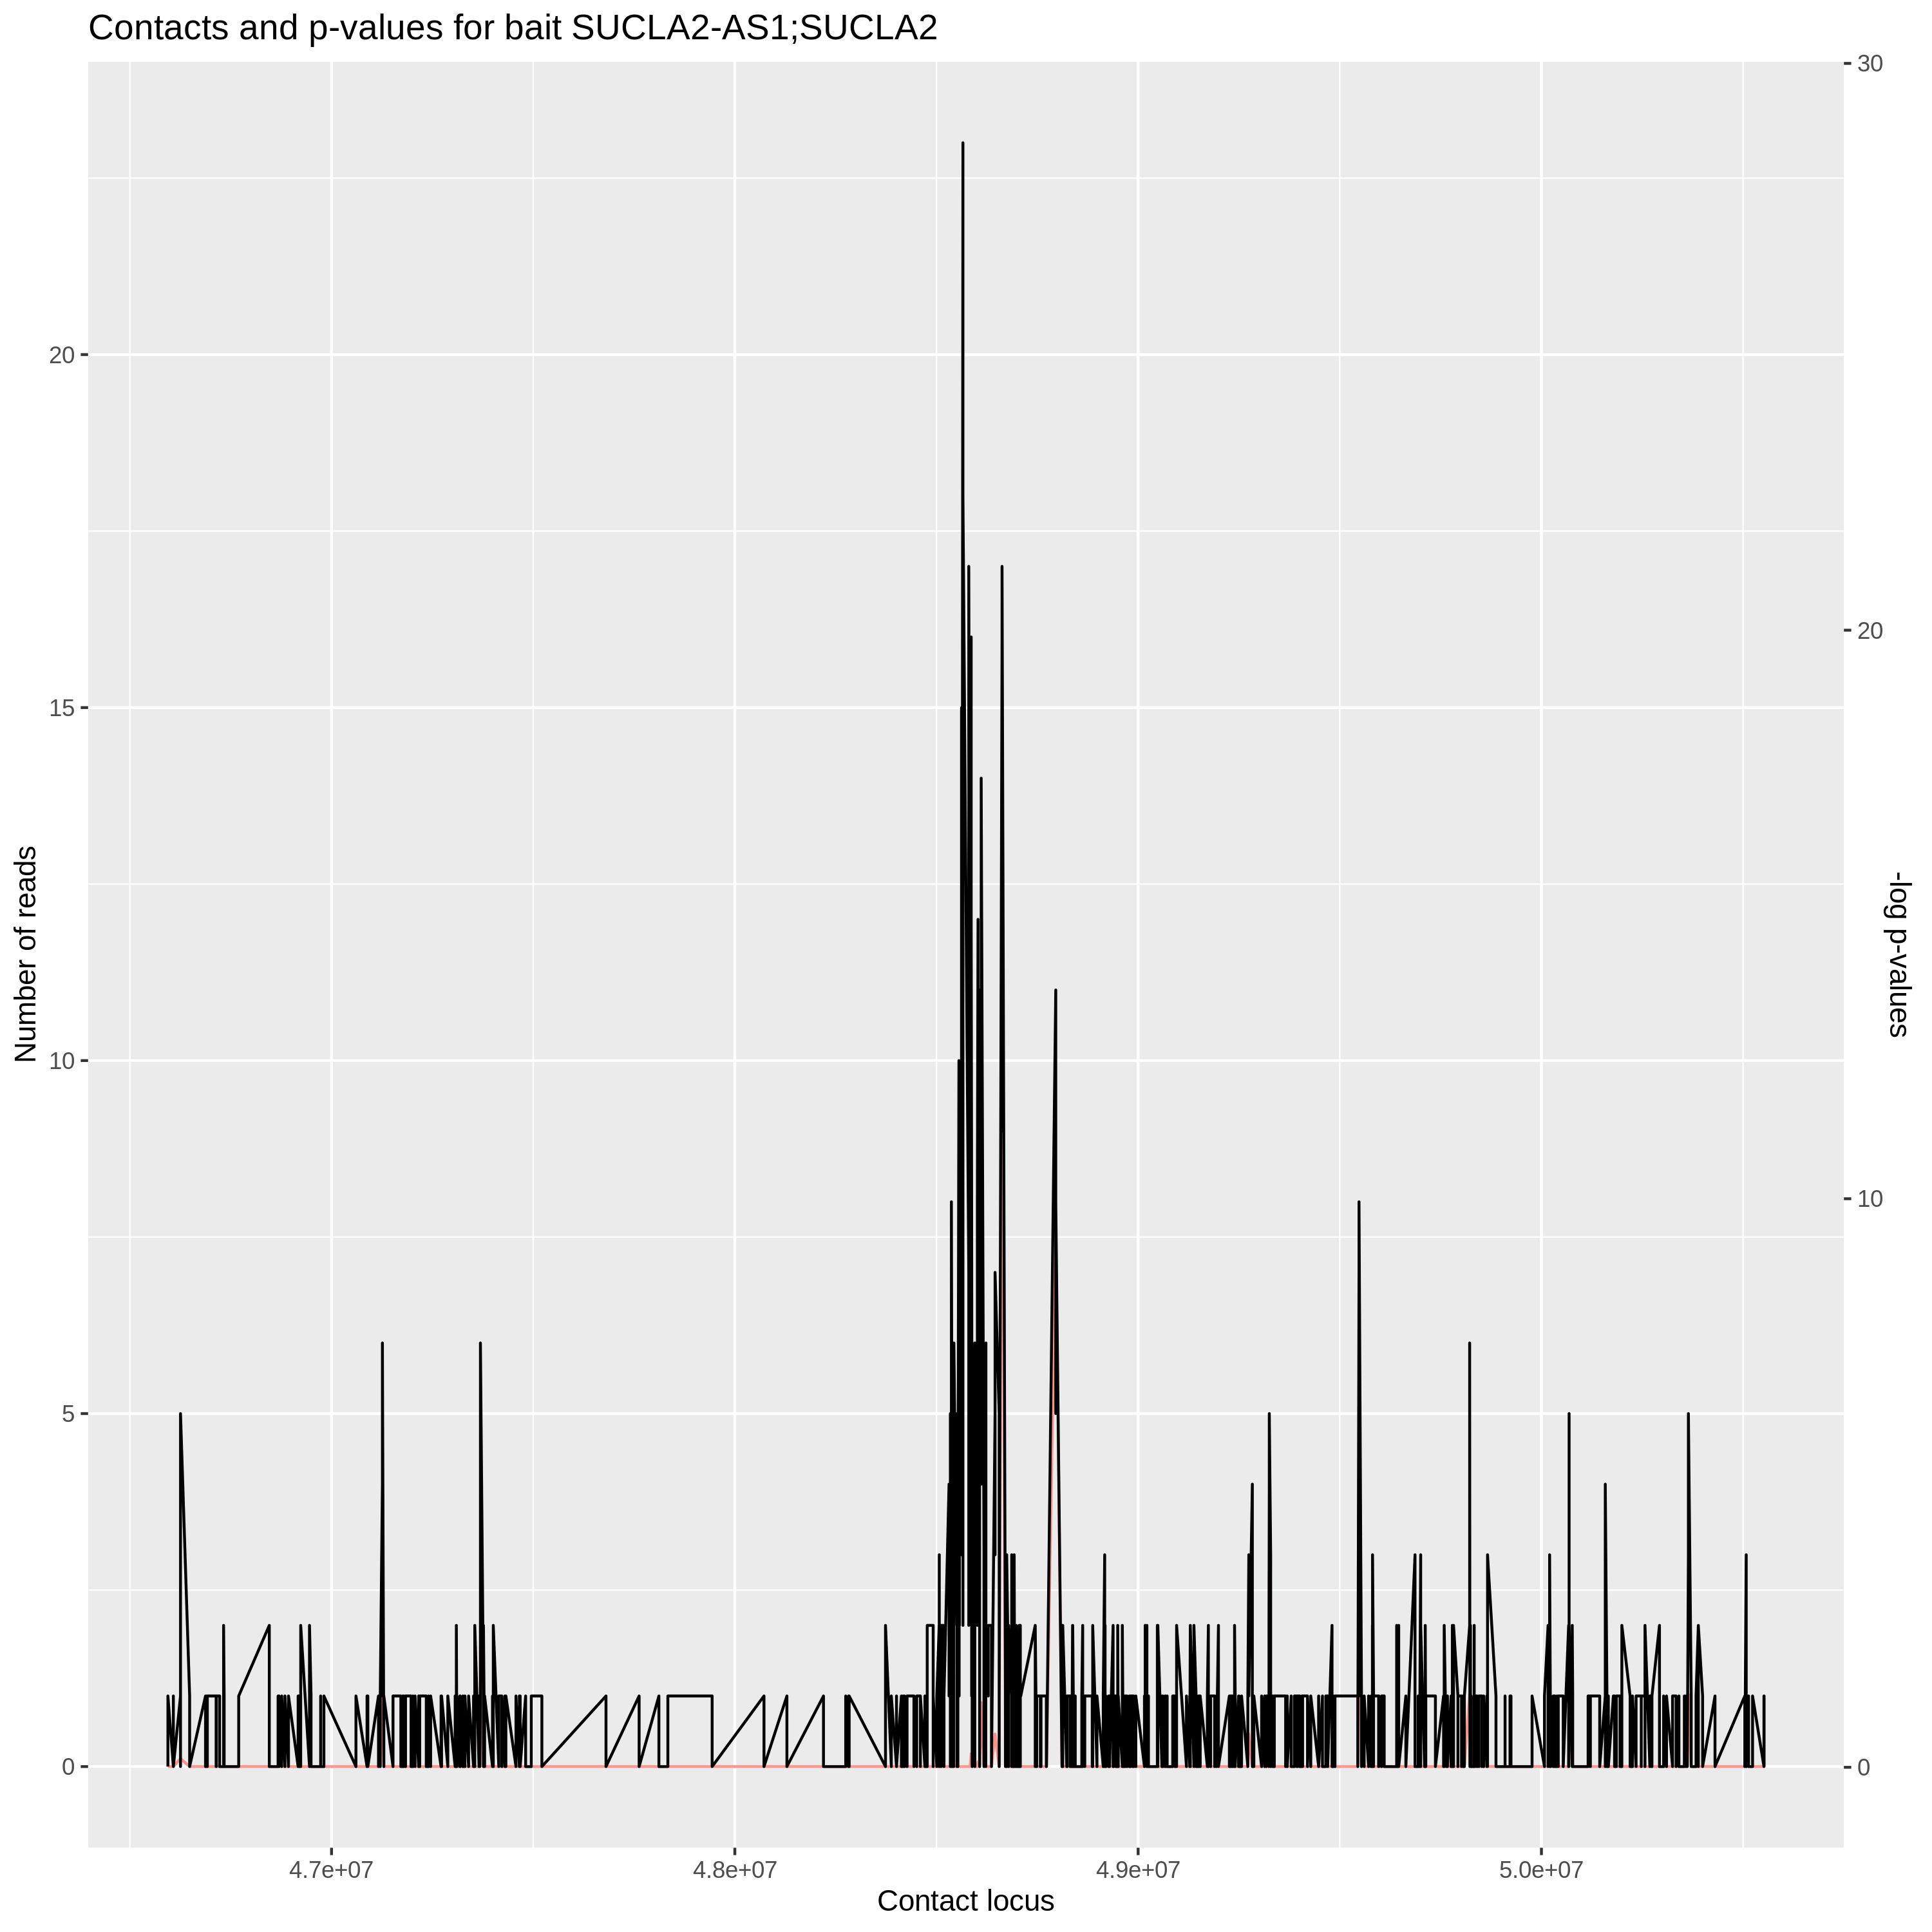 Contacts and p-values for bait SUCLA2-AS1;SUCLA2
30
20
20
15
10
10
5
0
0
Number of reads
-log p-values
4.7e+07 4.8e+07 4.9e+07 5.0e+07
Contact locus